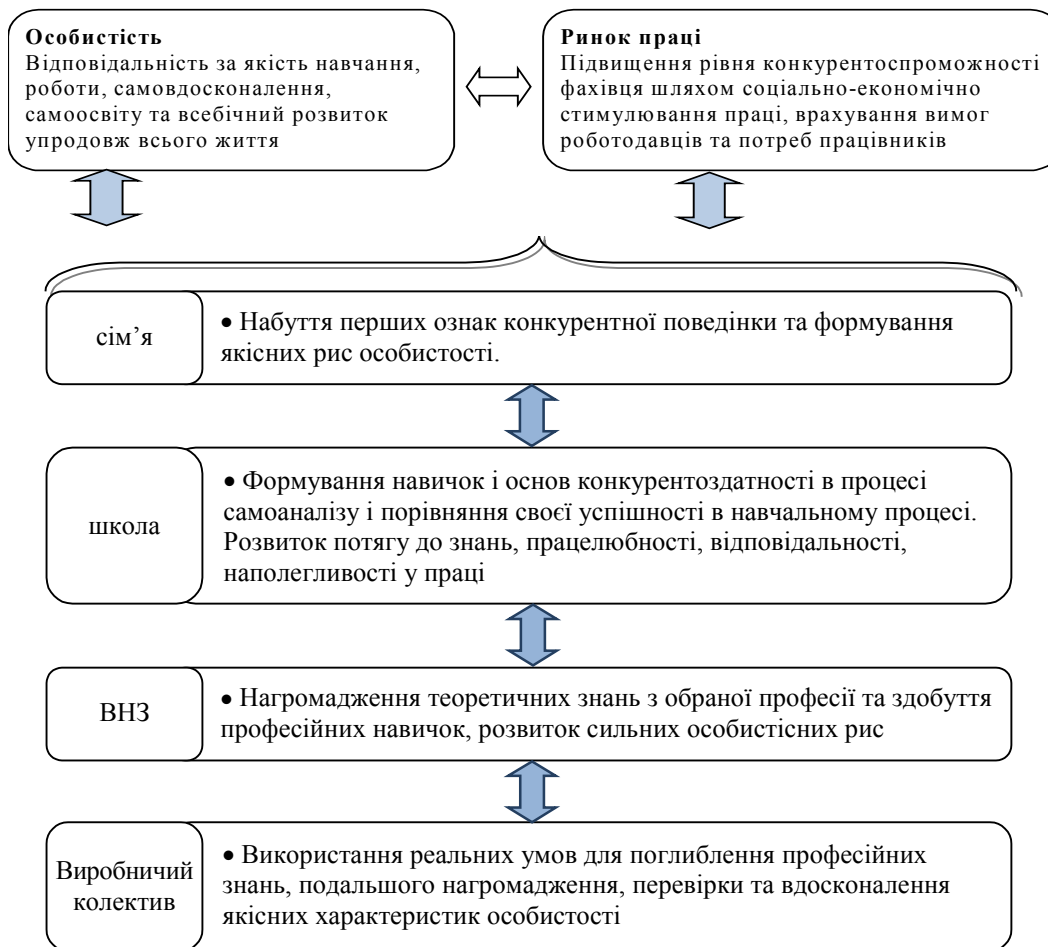 Особистість
Відповідальність за якість навчання,
роботи, самовдосконалення,
самоосвіту та всебічний розвиток
упродовж всього життя
Ринок праці
Підвищення рівня конкурентоспроможності
фахівця шляхом соціально-економічно
стимулювання праці, врахування вимог
роботодавців та потреб працівників
сім’я
• Набуття перших ознак конкурентної поведінки та формування
якісних рис особистості.
школа
• Формування навичок і основ конкурентоздатності в процесі
самоаналізу і порівняння своєї успішності в навчальному процесі.
Розвиток потягу до знань, працелюбності, відповідальності,
наполегливості у праці
ВНЗ
• Нагромадження теоретичних знань з обраної професії та здобуття
професійних навичок, розвиток сильних особистісних рис
Виробничий
колектив
• Використання реальних умов для поглиблення професійних
знань, подальшого нагромадження, перевірки та вдосконалення
якісних характеристик особистості